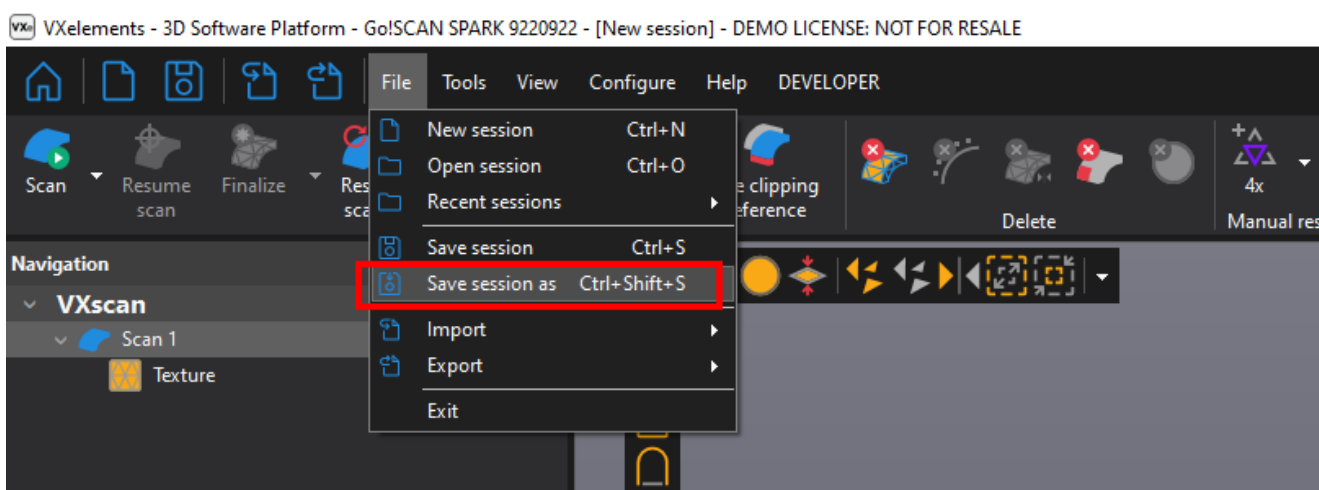 VXe VXelements - 3D Software Platform - Go!SCAN SPARK 9220922 - [New session] - DEMO LICENSE: NOT FOR RESALE
File Tools View Configure Help DEVELOPER
Scan
Resume scan
Finalize
Res
sca
e clipping
eference
Delete
4x
Manual res
New session Ctrl+N
Open session Ctrl+O
Recent sessions
Save session Ctrl+S
Save session as Ctrl+Shift+S
Import
Export
Exit
Navigation
VXscan
Scan 1
Texture